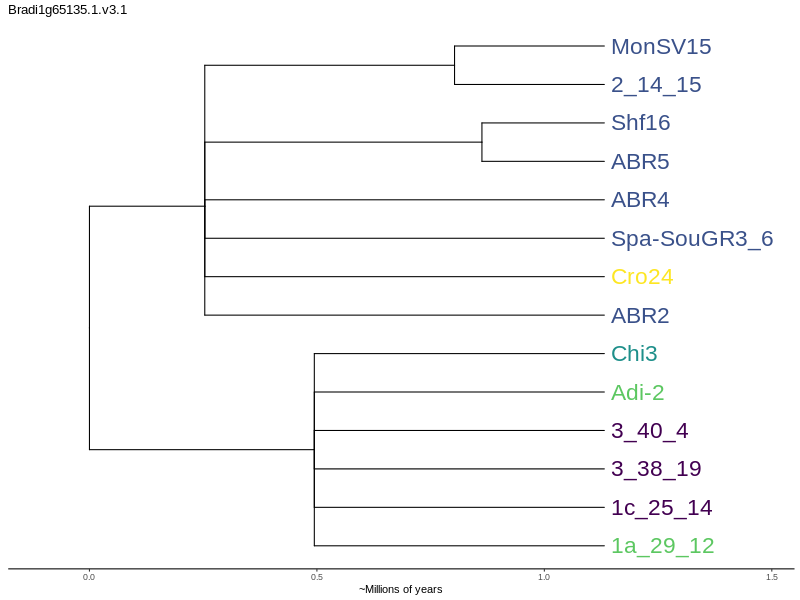 Bradi1g65135.1.v3.1
MonSV15
2_14_15
Shf16
ABR5
ABR4
Spa-SouGR3_6
Cro24
ABR2
Chi3
Adi-2
3_40_4
3_38_19
1c_25_14
1a_29_12
0.0 0.5 1.0 1.5
~Millions of years